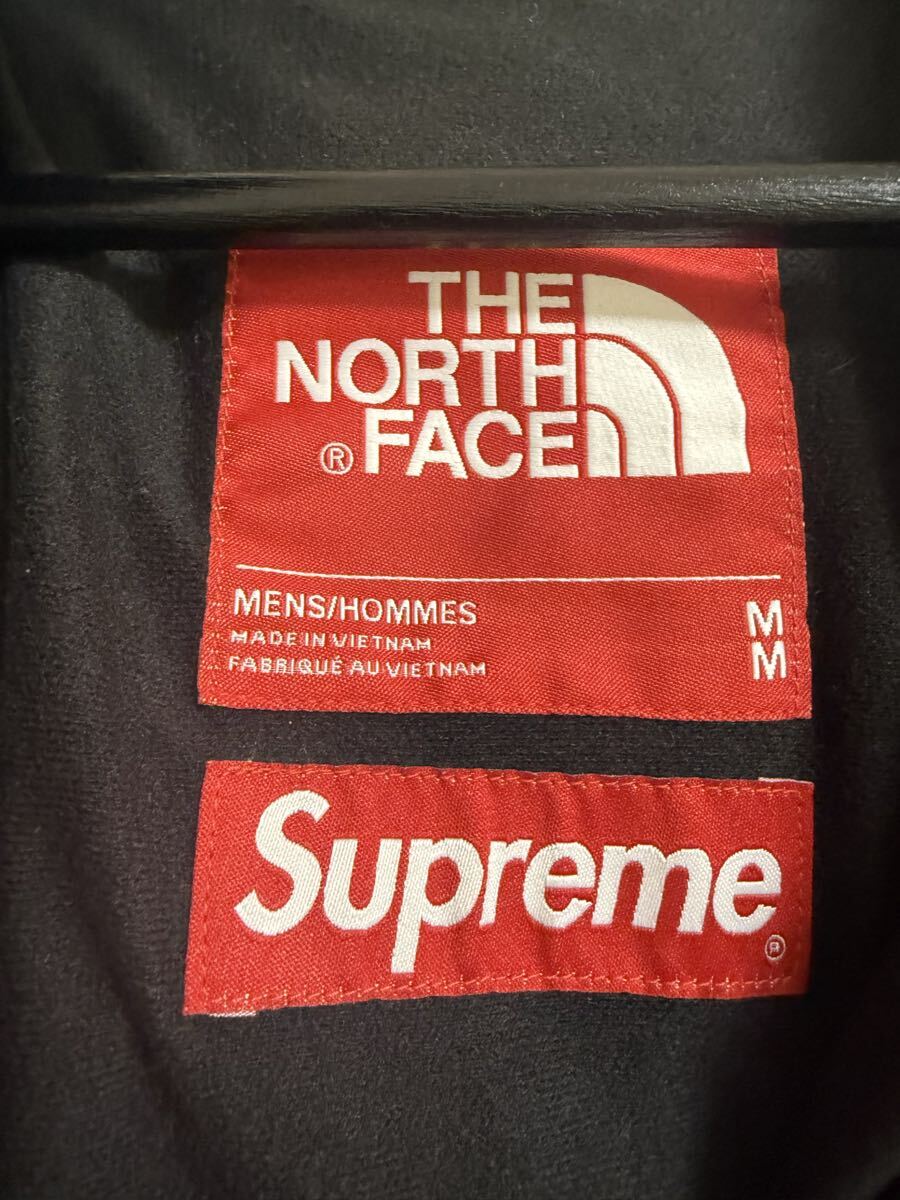 THE
NORTH
® FACE
MENS/HOMMES M
MADE IN VIETNAM
FABRIQUÉ AU VIETNAM M
Supreme®